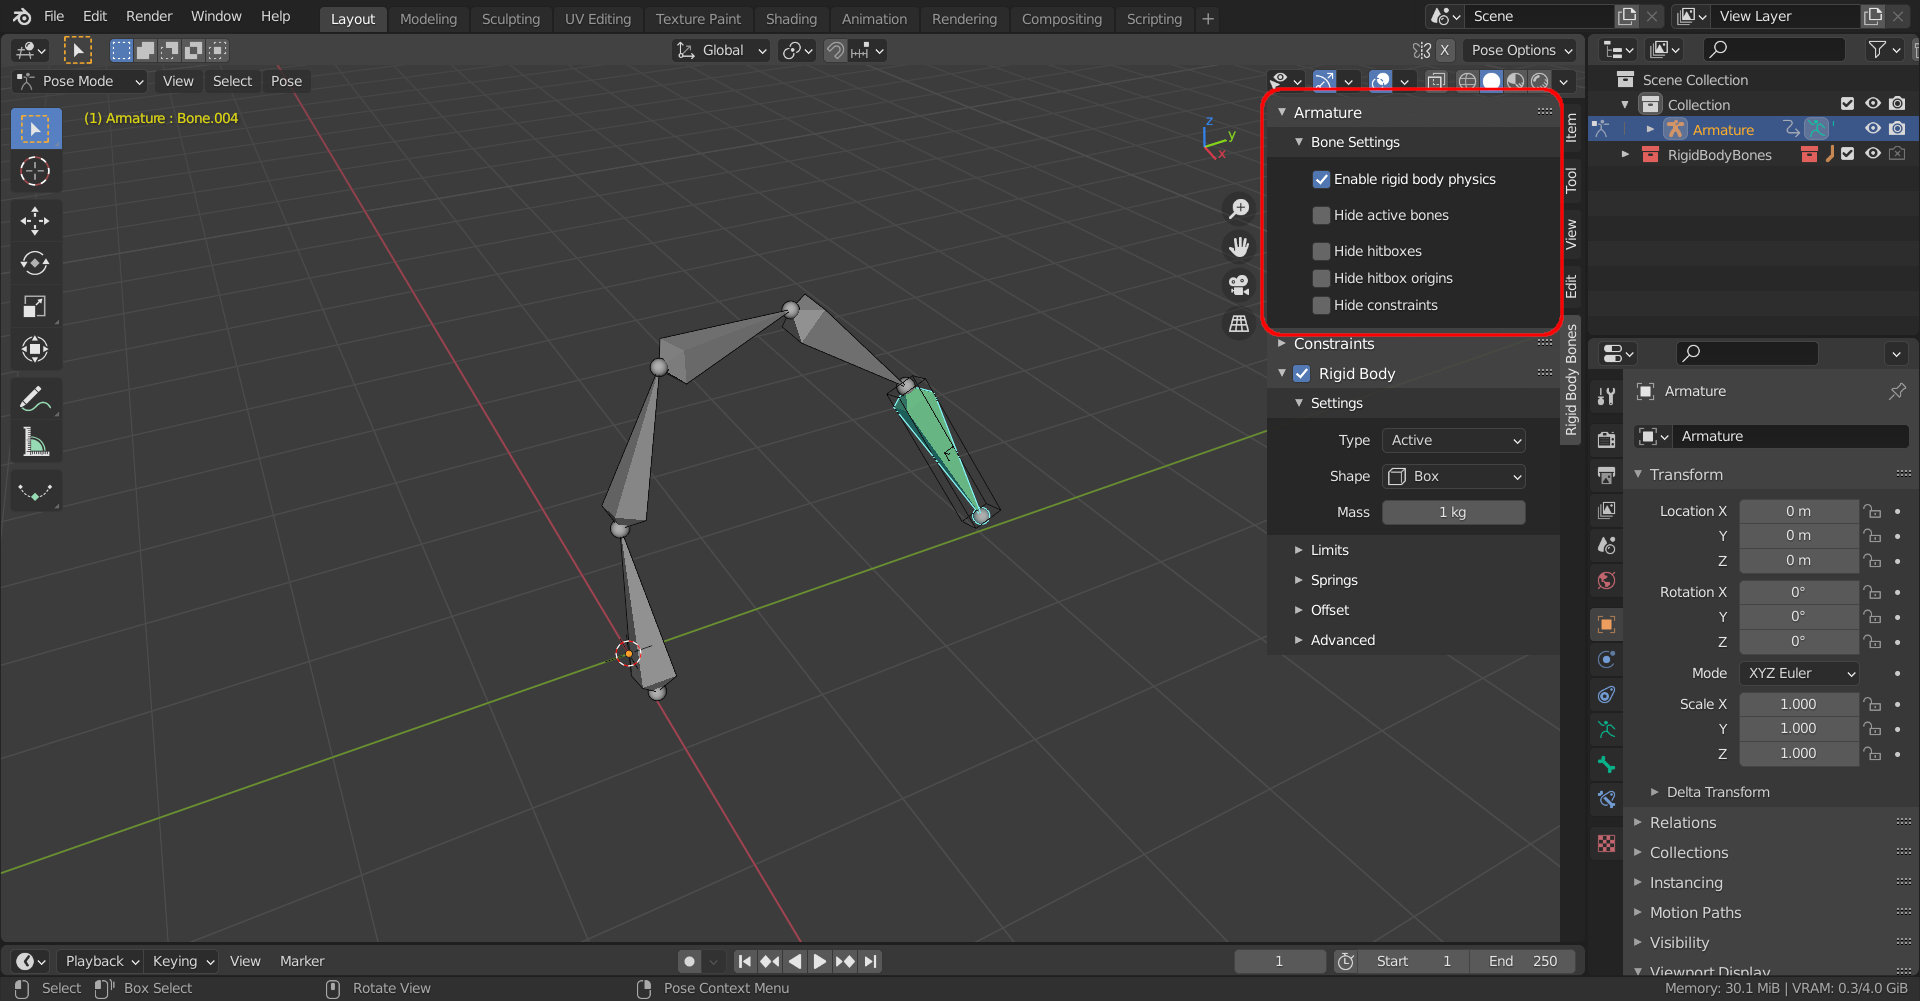 File Edit Render Window Help Layout Modeling Sculpting UV Editing Texture Paint Shading Animation Rendering Compositing Scripting + Scene View Layer
Global X Pose Options
Pose Mode View Select Pose
(1) Armature : Bone.004
z
y
x
Armature
Bone Settings
Enable rigid body physics
Hide active bones
Hide hitboxes
Hide hitbox origins
Hide constraints
Constraints
Rigid Body
Settings
Type Active
Shape Box
Mass 1 kg
Limits
Springs
Offset
Advanced
Item
Tool
View
Edit
Rigid Body Bones
Scene Collection
Collection
Armature
RigidBodyBones
Armature
Armature
Transform
Location X 0 m
Y 0 m
Z 0 m
Rotation X 0°
Y 0°
Z 0°
Mode XYZ Euler
Scale X 1.000
Y 1.000
Z 1.000
Delta Transform
Relations
Collections
Instancing
Motion Paths
Visibility
Viewport Display
Playback Keying View Marker 1 Start 1 End 250
Select Box Select Rotate View Pose Context Menu Memory: 30.1 MiB | VRAM: 0.3/4.0 GiB